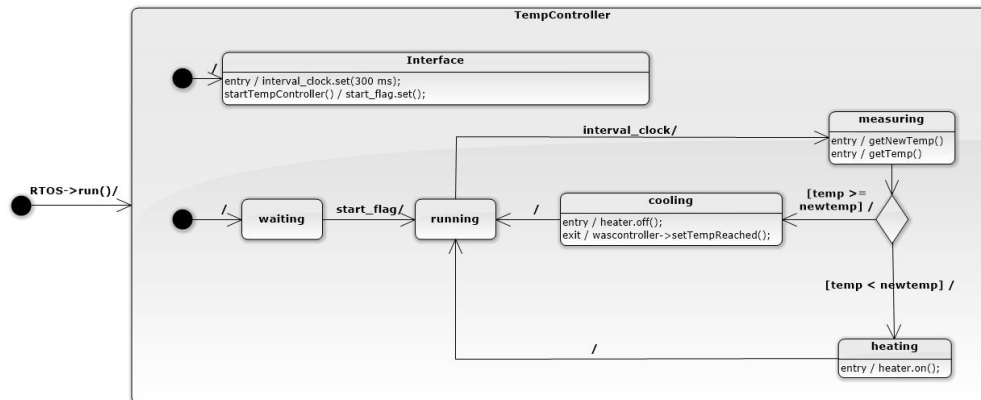 TempController
/
Interface
entry / interval_clock.set(300 ms);
startTempController() / start_flag.set();
measuring
entry / getNewTemp()
entry / getTemp()
interval_clock/
RTOS->run()/
/
waiting
start_flag/
running
/
cooling
entry / heater.off();
exit / wascontroller->setTempReached();
[temp >=
newtemp] /
[temp < newtemp] /
/
heating
entry / heater.on();